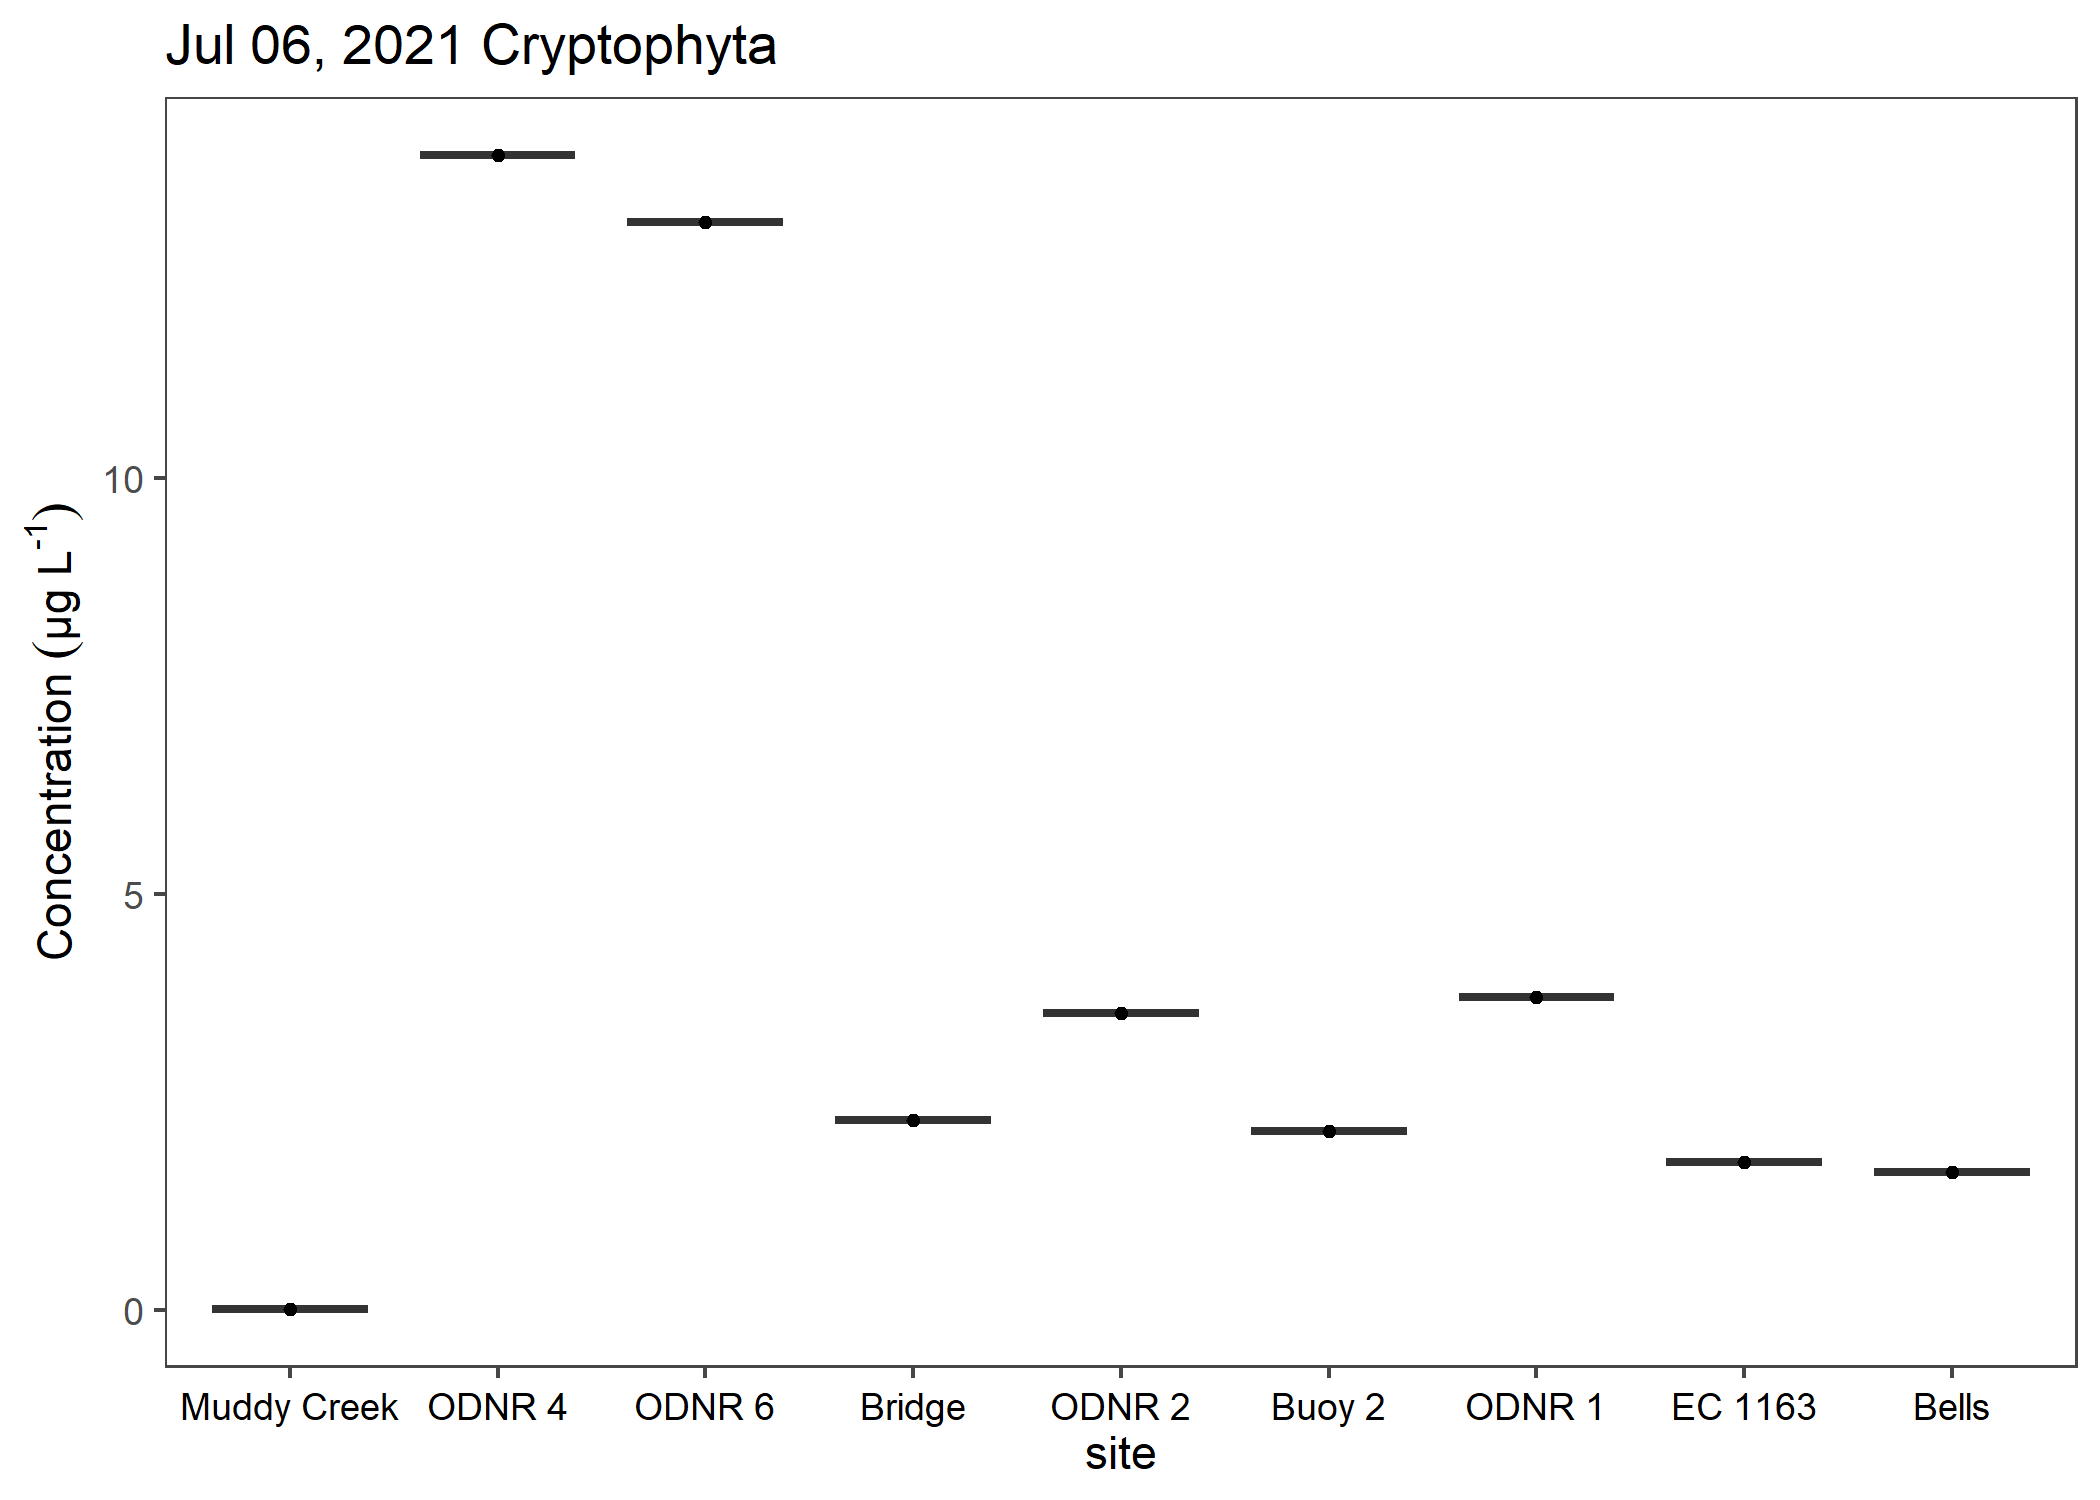 Jul 06, 2021 Cryptophyta
Concentration (µg L-1)
10
5
0
Muddy Creek ODNR 4 ODNR 6 Bridge ODNR 2 Buoy 2 ODNR 1 EC 1163 Bells
site